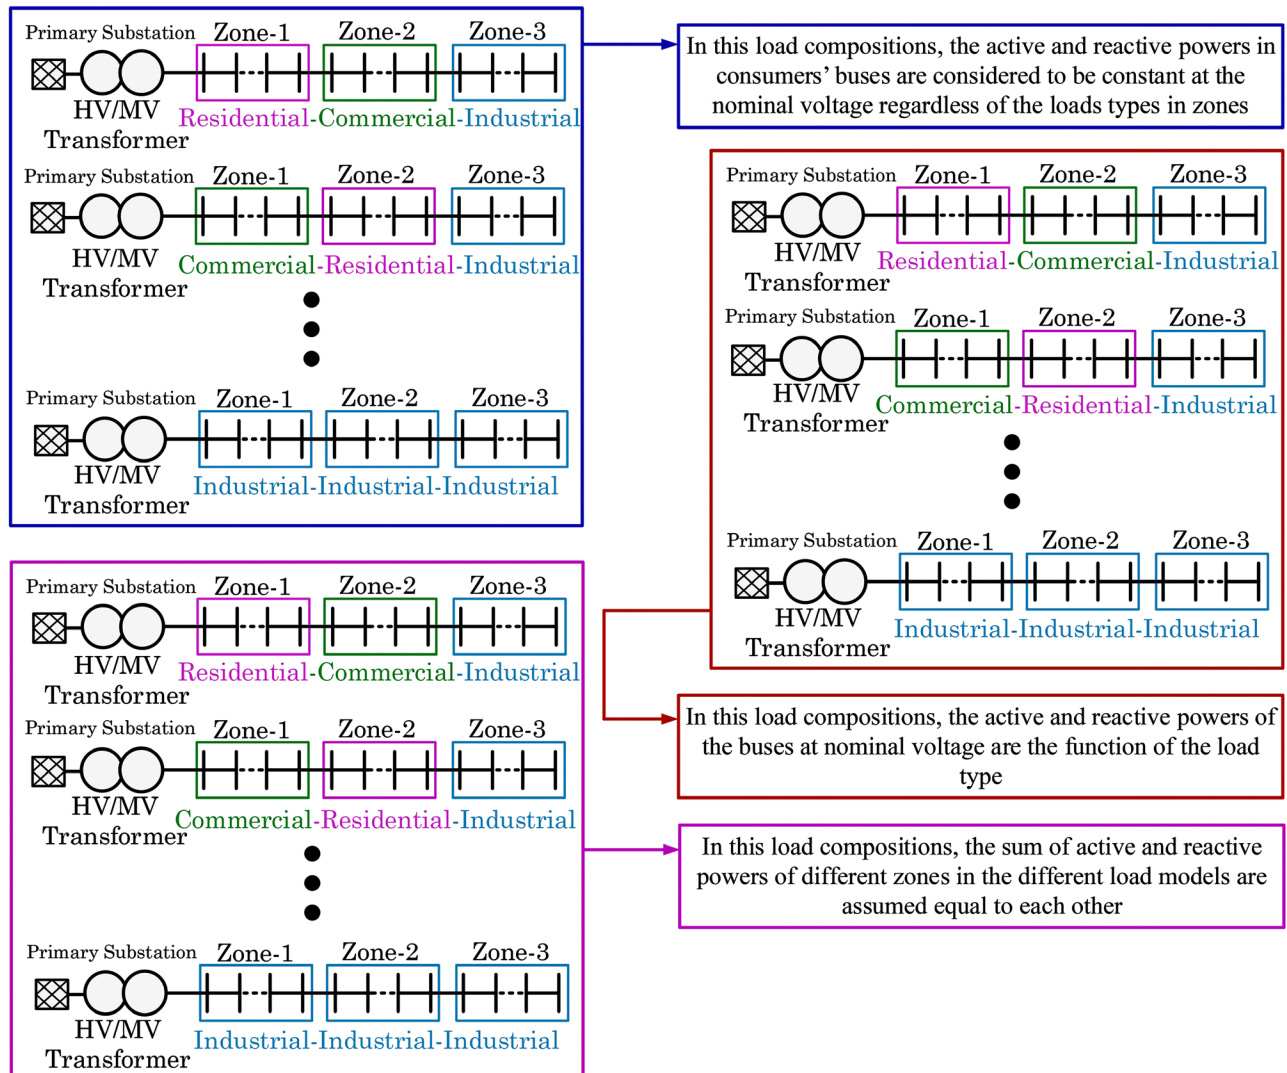 Primary Substation
Zone-1 Zone-2 Zone-3
HV/MV
Transformer
Residential-Commercial-Industrial
Primary Substation
Zone-1 Zone-2 Zone-3
HV/MV
Transformer
Commercial-Residential-Industrial
Primary Substation
Zone-1 Zone-2 Zone-3
HV/MV
Transformer
Industrial-Industrial-Industrial
In this load compositions, the active and reactive powers in
consumers’ buses are considered to be constant at the
nominal voltage regardless of the loads types in zones
Primary Substation
Zone-1 Zone-2 Zone-3
HV/MV
Transformer
Residential-Commercial-Industrial
Primary Substation
Zone-1 Zone-2 Zone-3
HV/MV
Transformer
Commercial-Residential-Industrial
Primary Substation
Zone-1 Zone-2 Zone-3
HV/MV
Transformer
Industrial-Industrial-Industrial
In this load compositions, the active and reactive powers of
the buses at nominal voltage are the function of the load
type
Primary Substation
Zone-1 Zone-2 Zone-3
HV/MV
Transformer
Residential-Commercial-Industrial
Primary Substation
Zone-1 Zone-2 Zone-3
HV/MV
Transformer
Commercial-Residential-Industrial
Primary Substation
Zone-1 Zone-2 Zone-3
HV/MV
Transformer
Industrial-Industrial-Industrial
In this load compositions, the sum of active and reactive
powers of different zones in the different load models are
assumed equal to each other